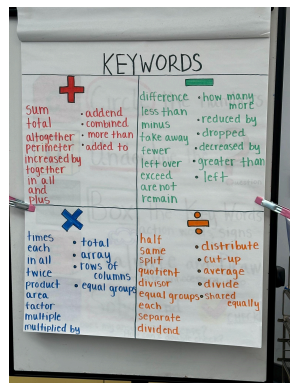 KEYWORDS
+
sum
total
altogether
perimeter
increased by
together
in all
and
plus
• addend
• combined
• more than
• added to
−
difference
less than
minus
take away
fewer
left over
exceed
are not
remain
• how many
more
• reduced by
• dropped
• decreased by
• greater than
• left
×
times
each
in all
twice
product
area
factor
multiple
multiplied by
• total
• array
• rows of
columns
• equal groups
÷
half
same
split
quotient
divisor
equal groups
each
separate
dividend
• distribute
• cut-up
• average
• divide
• shared
equally